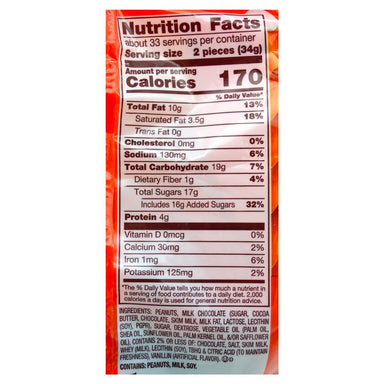 Nutrition Facts
about 33 servings per container
Serving size 2 pieces (34g)
Amount per serving
Calories 170
% Daily Value*
Total Fat 10g 13%
Saturated Fat 3.5g 18%
Trans Fat 0g
Cholesterol 0mg 0%
Sodium 130mg 6%
Total Carbohydrate 19g 7%
Dietary Fiber 1g 4%
Total Sugars 17g
Includes 16g Added Sugars 32%
Protein 4g
Vitamin D 0mcg 0%
Calcium 30mg 2%
Iron 1mg 6%
Potassium 125mg 2%
*The % Daily Value tells you how much a nutrient in
a serving of food contributes to a daily diet. 2,000
calories a day is used for general nutrition advice.
INGREDIENTS: PEANUTS, MILK CHOCOLATE (SUGAR, COCOA
BUTTER, CHOCOLATE, SKIM MILK, MILK FAT, LACTOSE, LECITHIN
(SOY), PGPR), SUGAR, DEXTROSE, VEGETABLE OIL (PALM OIL,
SHEA OIL, SUNFLOWER OIL, PALM KERNEL OIL, AND/OR SAFFLOWER
OIL), CONTAINS 2% OR LESS OF: CHOCOLATE, SALT, SKIM MILK,
WHEY (MILK), LECITHIN (SOY), TBHQ & CITRIC ACID (TO MAINTAIN
FRESHNESS), VANILLIN (ARTIFICIAL FLAVOR).
CONTAINS: PEANUTS, MILK, SOY.